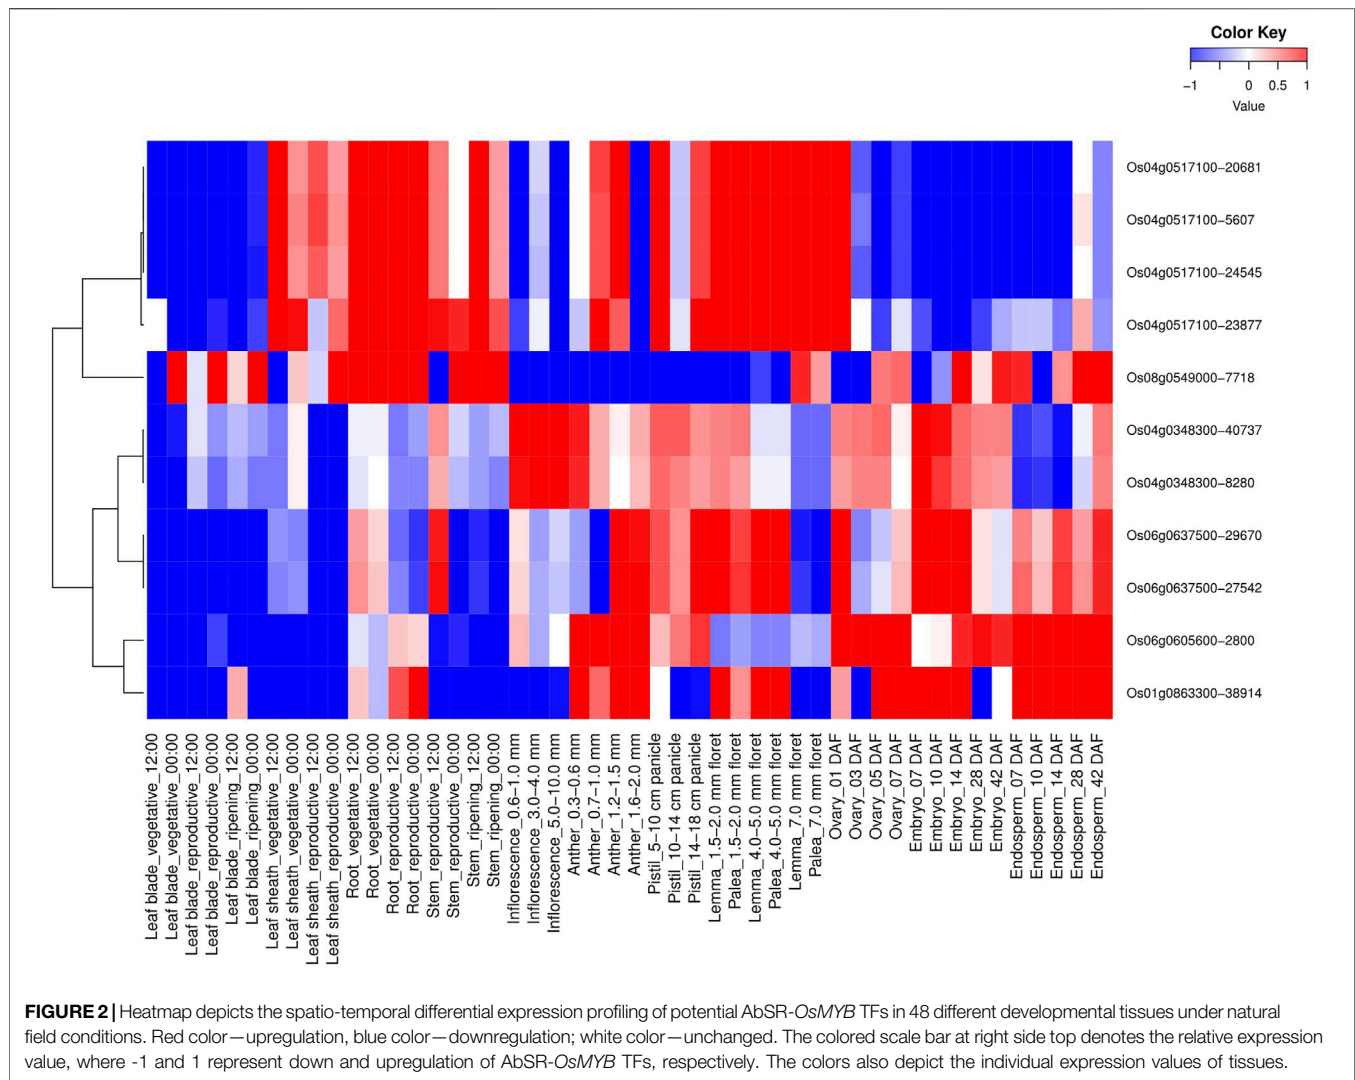 Color Key
−1 0 0.5 1
Value
Os04g0517100−20681
Os04g0517100−5607
Os04g0517100−24545
Os04g0517100−23877
Os08g0549000−7718
Os04g0348300−40737
Os04g0348300−8280
Os06g0637500−29670
Os06g0637500−27542
Os06g0605600−2800
Os01g0863300−38914
Leaf blade_vegetative_12:00
Leaf blade_vegetative_00:00
Leaf blade_reproductive_12:00
Leaf blade_reproductive_00:00
Leaf blade_ripening_12:00
Leaf blade_ripening_00:00
Leaf sheath_vegetative_12:00
Leaf sheath_vegetative_00:00
Leaf sheath_reproductive_12:00
Leaf sheath_reproductive_00:00
Root_vegetative_12:00
Root_vegetative_00:00
Root_reproductive_12:00
Root_reproductive_00:00
Stem_reproductive_12:00
Stem_reproductive_00:00
Stem_ripening_12:00
Stem_ripening_00:00
Inflorescence_0.6−1.0 mm
Inflorescence_3.0−4.0 mm
Inflorescence_5.0−10.0 mm
Anther_0.3−0.6 mm
Anther_0.7−1.0 mm
Anther_1.2−1.5 mm
Anther_1.6−2.0 mm
Pistil_5−10 cm panicle
Pistil_10−14 cm panicle
Pistil_14−18 cm panicle
Lemma_1.5−2.0 mm floret
Palea_1.5−2.0 mm floret
Lemma_4.0−5.0 mm floret
Palea_4.0−5.0 mm floret
Lemma_7.0 mm floret
Palea_7.0 mm floret
Ovary_01 DAF
Ovary_03 DAF
Ovary_05 DAF
Ovary_07 DAF
Embryo_07 DAF
Embryo_10 DAF
Embryo_14 DAF
Embryo_28 DAF
Embryo_42 DAF
Endosperm_07 DAF
Endosperm_10 DAF
Endosperm_14 DAF
Endosperm_28 DAF
Endosperm_42 DAF
FIGURE 2 | Heatmap depicts the spatio-temporal differential expression profiling of potential AbSR-OsMYB TFs in 48 different developmental tissues under natural
field conditions. Red color—upregulation, blue color—downregulation; white color—unchanged. The colored scale bar at right side top denotes the relative expression
value, where -1 and 1 represent down and upregulation of AbSR-OsMYB TFs, respectively. The colors also depict the individual expression values of tissues.